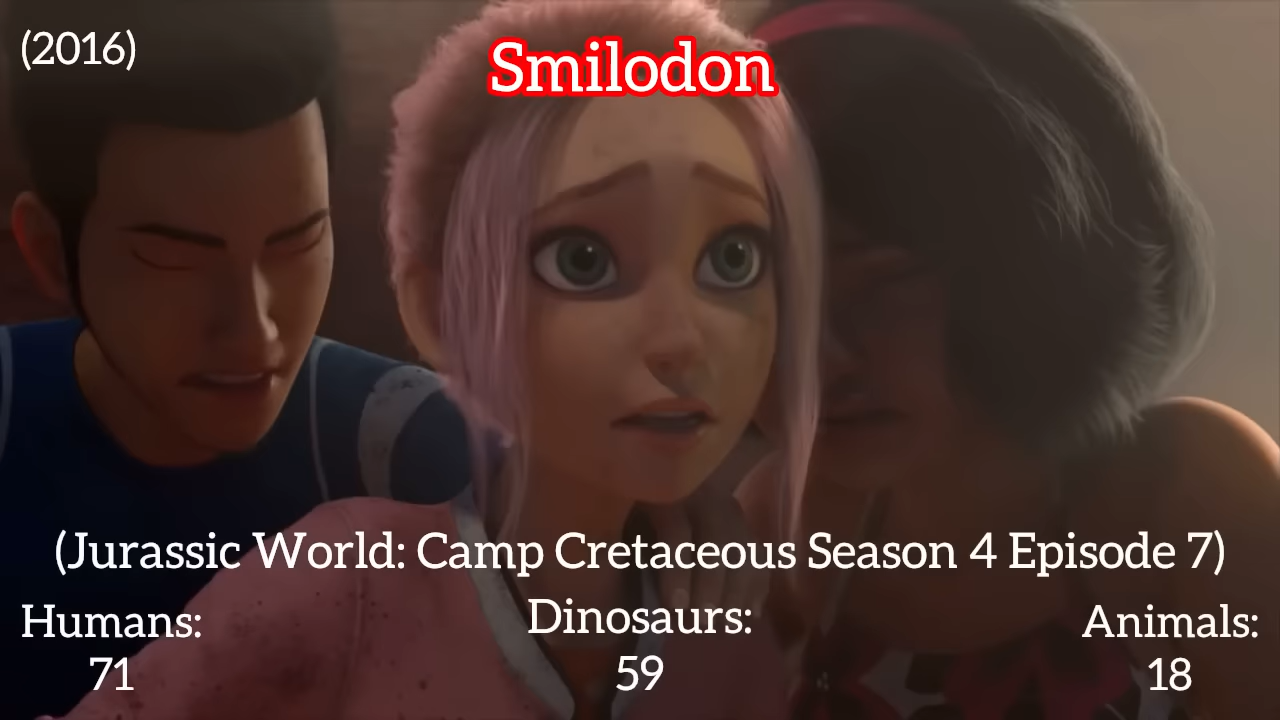 (2016)
Smilodon
(Jurassic World: Camp Cretaceous Season 4 Episode 7)
Humans:
71
Dinosaurs:
59
Animals:
18